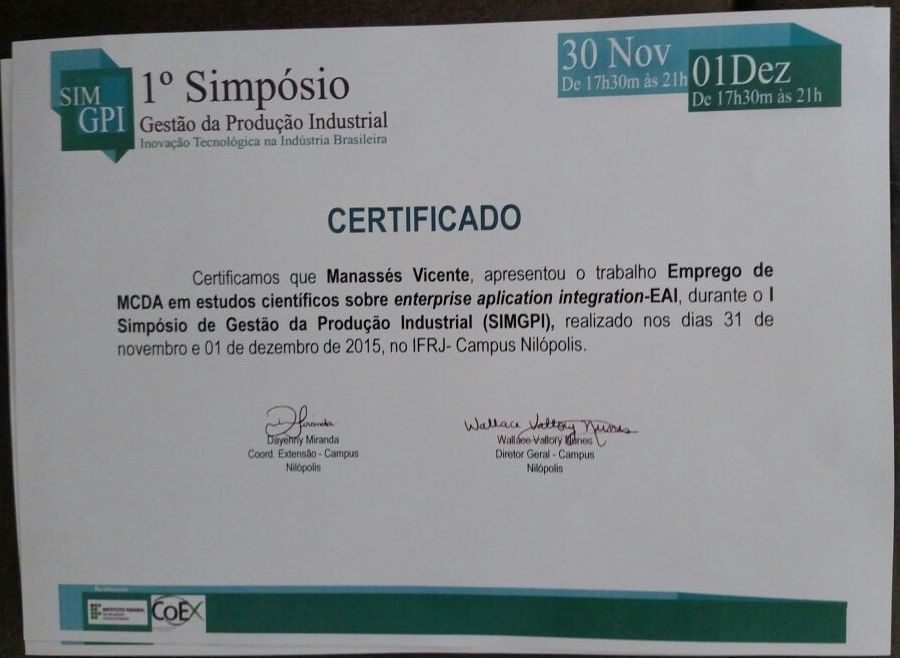 SIM
GPI
1º Simpósio
Gestão da Produção Industrial
Inovação Tecnológica na Indústria Brasileira
30 Nov
De 17h30m às 21h
01Dez
De 17h30m às 21h
CERTIFICADO
Certificamos que Manassés Vicente, apresentou o trabalho Emprego de
MCDA em estudos científicos sobre enterprise aplication integration-EAI, durante o I
Simpósio de Gestão da Produção Industrial (SIMGPI), realizado nos dias 31 de
novembro e 01 de dezembro de 2015, no IFRJ- Campus Nilópolis.
DMiranda
Dayenny Miranda
Coord. Extensão - Campus
Nilópolis
Wallace Vallory Nunes
Wallace Vallory Nunes
Diretor Geral - Campus
Nilópolis
Realização
INSTITUTO FEDERAL
CoEX